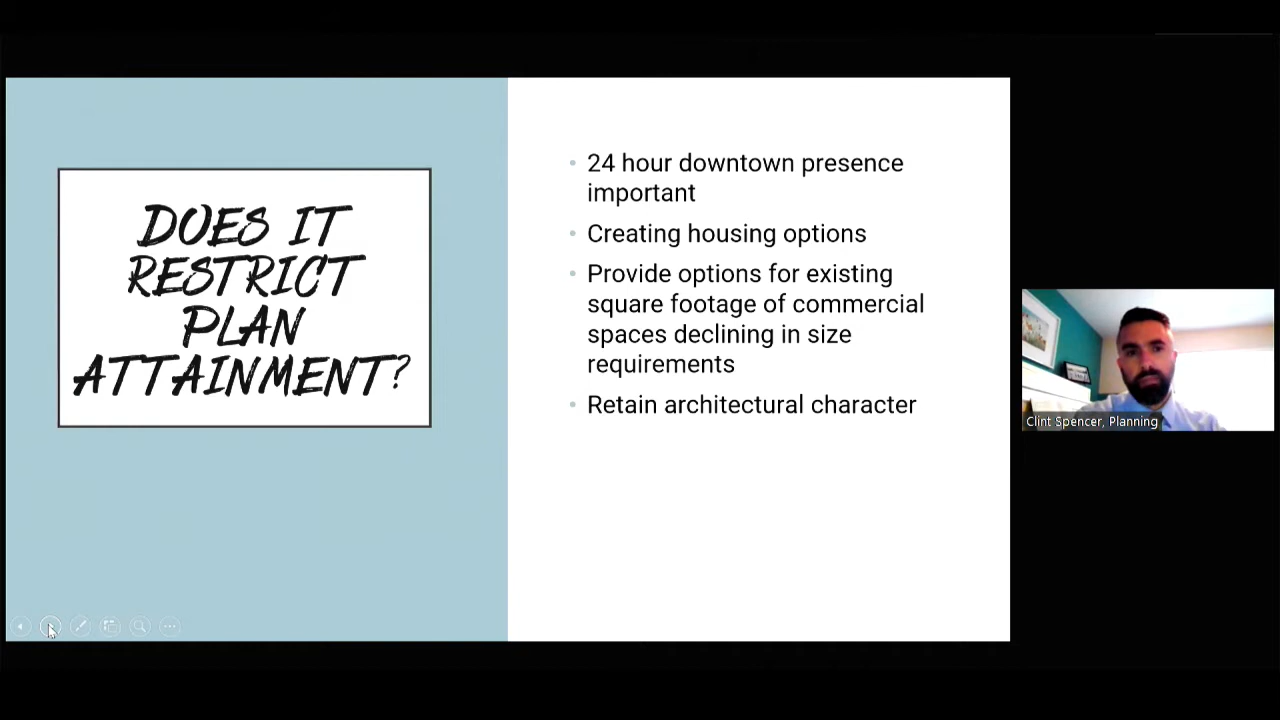 DOES IT
RESTRICT
PLAN
ATTAINMENT?
• 24 hour downtown presence
important
• Creating housing options
• Provide options for existing
square footage of commercial
spaces declining in size
requirements
• Retain architectural character
Clint Spencer, Planning